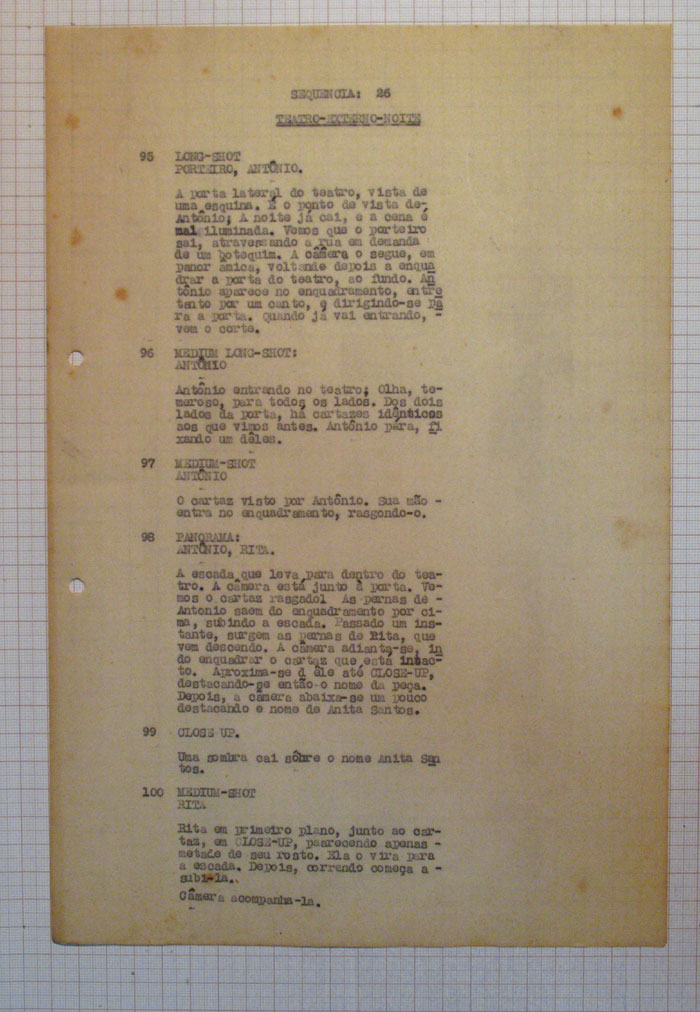 SEQUENCIA: 26
TEATRO-EXTERNO-NOITE
95 LONG-SHOT
PORTEIRO, ANTÔNIO.
A porta lateral do teatro, vista de
uma esquina. É o ponto de vista de
Antônio; A noite já cai, e a cena é
mal iluminada. Vemos que o porteiro
sai, atravessando a rua em demanda
de um botequim. A câmera o segue, em
panor âmica, voltando depois a enqua
drar a porta do teatro, ao fundo. An
tônio aparece no enquadramento, entre
tanto por um canto, e dirigindo-se pa
ra a porta. Quando já vai entrando, -
vem o corte.
96 MEDIUM LONG-SHOT:
ANTÔNIO
Antônio entrando no teatro; Olha, te-
meroso, para todos os lados. Dos dois
lados da porta, há cartazes idênticos
aos que vimos antes. Antônio para, fi
xando um dêles.
97 MEDIUM-SHOT
ANTÔNIO
O cartaz visto por Antônio. Sua mão -
entra no enquadramento, rasgondo-o.
98 PANORAMA:
ANTÔNIO, RITA.
A escada que leva para dentro do tea-
tro. A câmera está junto à porta. Ve-
mos o cartaz rasgado! As pernas de -
Antonio saem do enquadramento por ci-
ma, subindo a escada. Passado um ins-
tante, surgem as pernas de Rita, que
vem descendo. A câmera adianta-se, in
do enquadrar o cartaz que está intac-
to. Aproxima-se d êle até CLOSE-UP,
destacando-se então o nome da peça.
Depois, a câmera abaixa-se um pouco
destacando e nome de Anita Santos.
99 CLOSE UP.
Uma sombra cai sôbre o nome Anita San
tos.
100 MEDIUM-SHOT
RITA
Rita em primeiro plano, junto ao car-
taz, em CLOSE-UP, paarecendo apenas -
metade de seu rosto. Ela o vira para
a escada. Depois, correndo começa a -
subi-la.
Câmera acompanha-la.